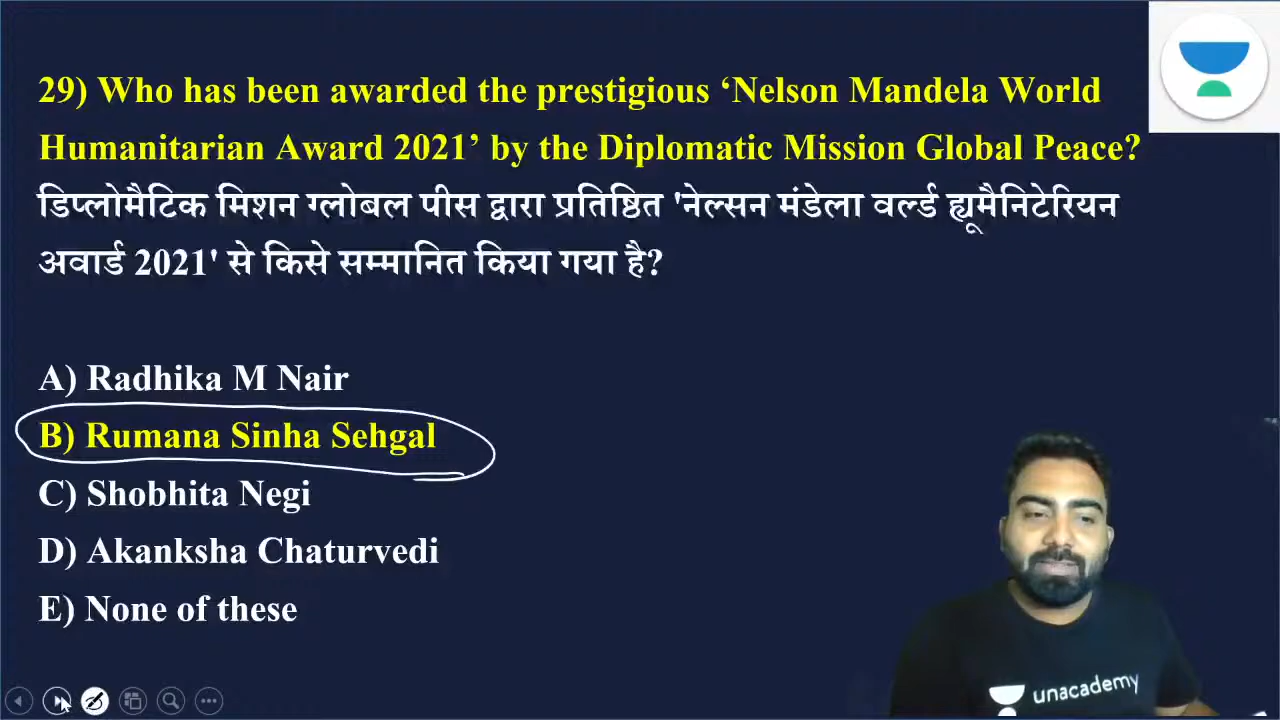 29) Who has been awarded the prestigious ‘Nelson Mandela World
Humanitarian Award 2021’ by the Diplomatic Mission Global Peace?
डिप्लोमैटिक मिशन ग्लोबल पीस द्वारा प्रतिष्ठित 'नेल्सन मंडेला वर्ल्ड ह्यूमैनिटेरियन
अवार्ड 2021' से किसे सम्मानित किया गया है?
A) Radhika M Nair
B) Rumana Sinha Sehgal
C) Shobhita Negi
D) Akanksha Chaturvedi
E) None of these
unacademy